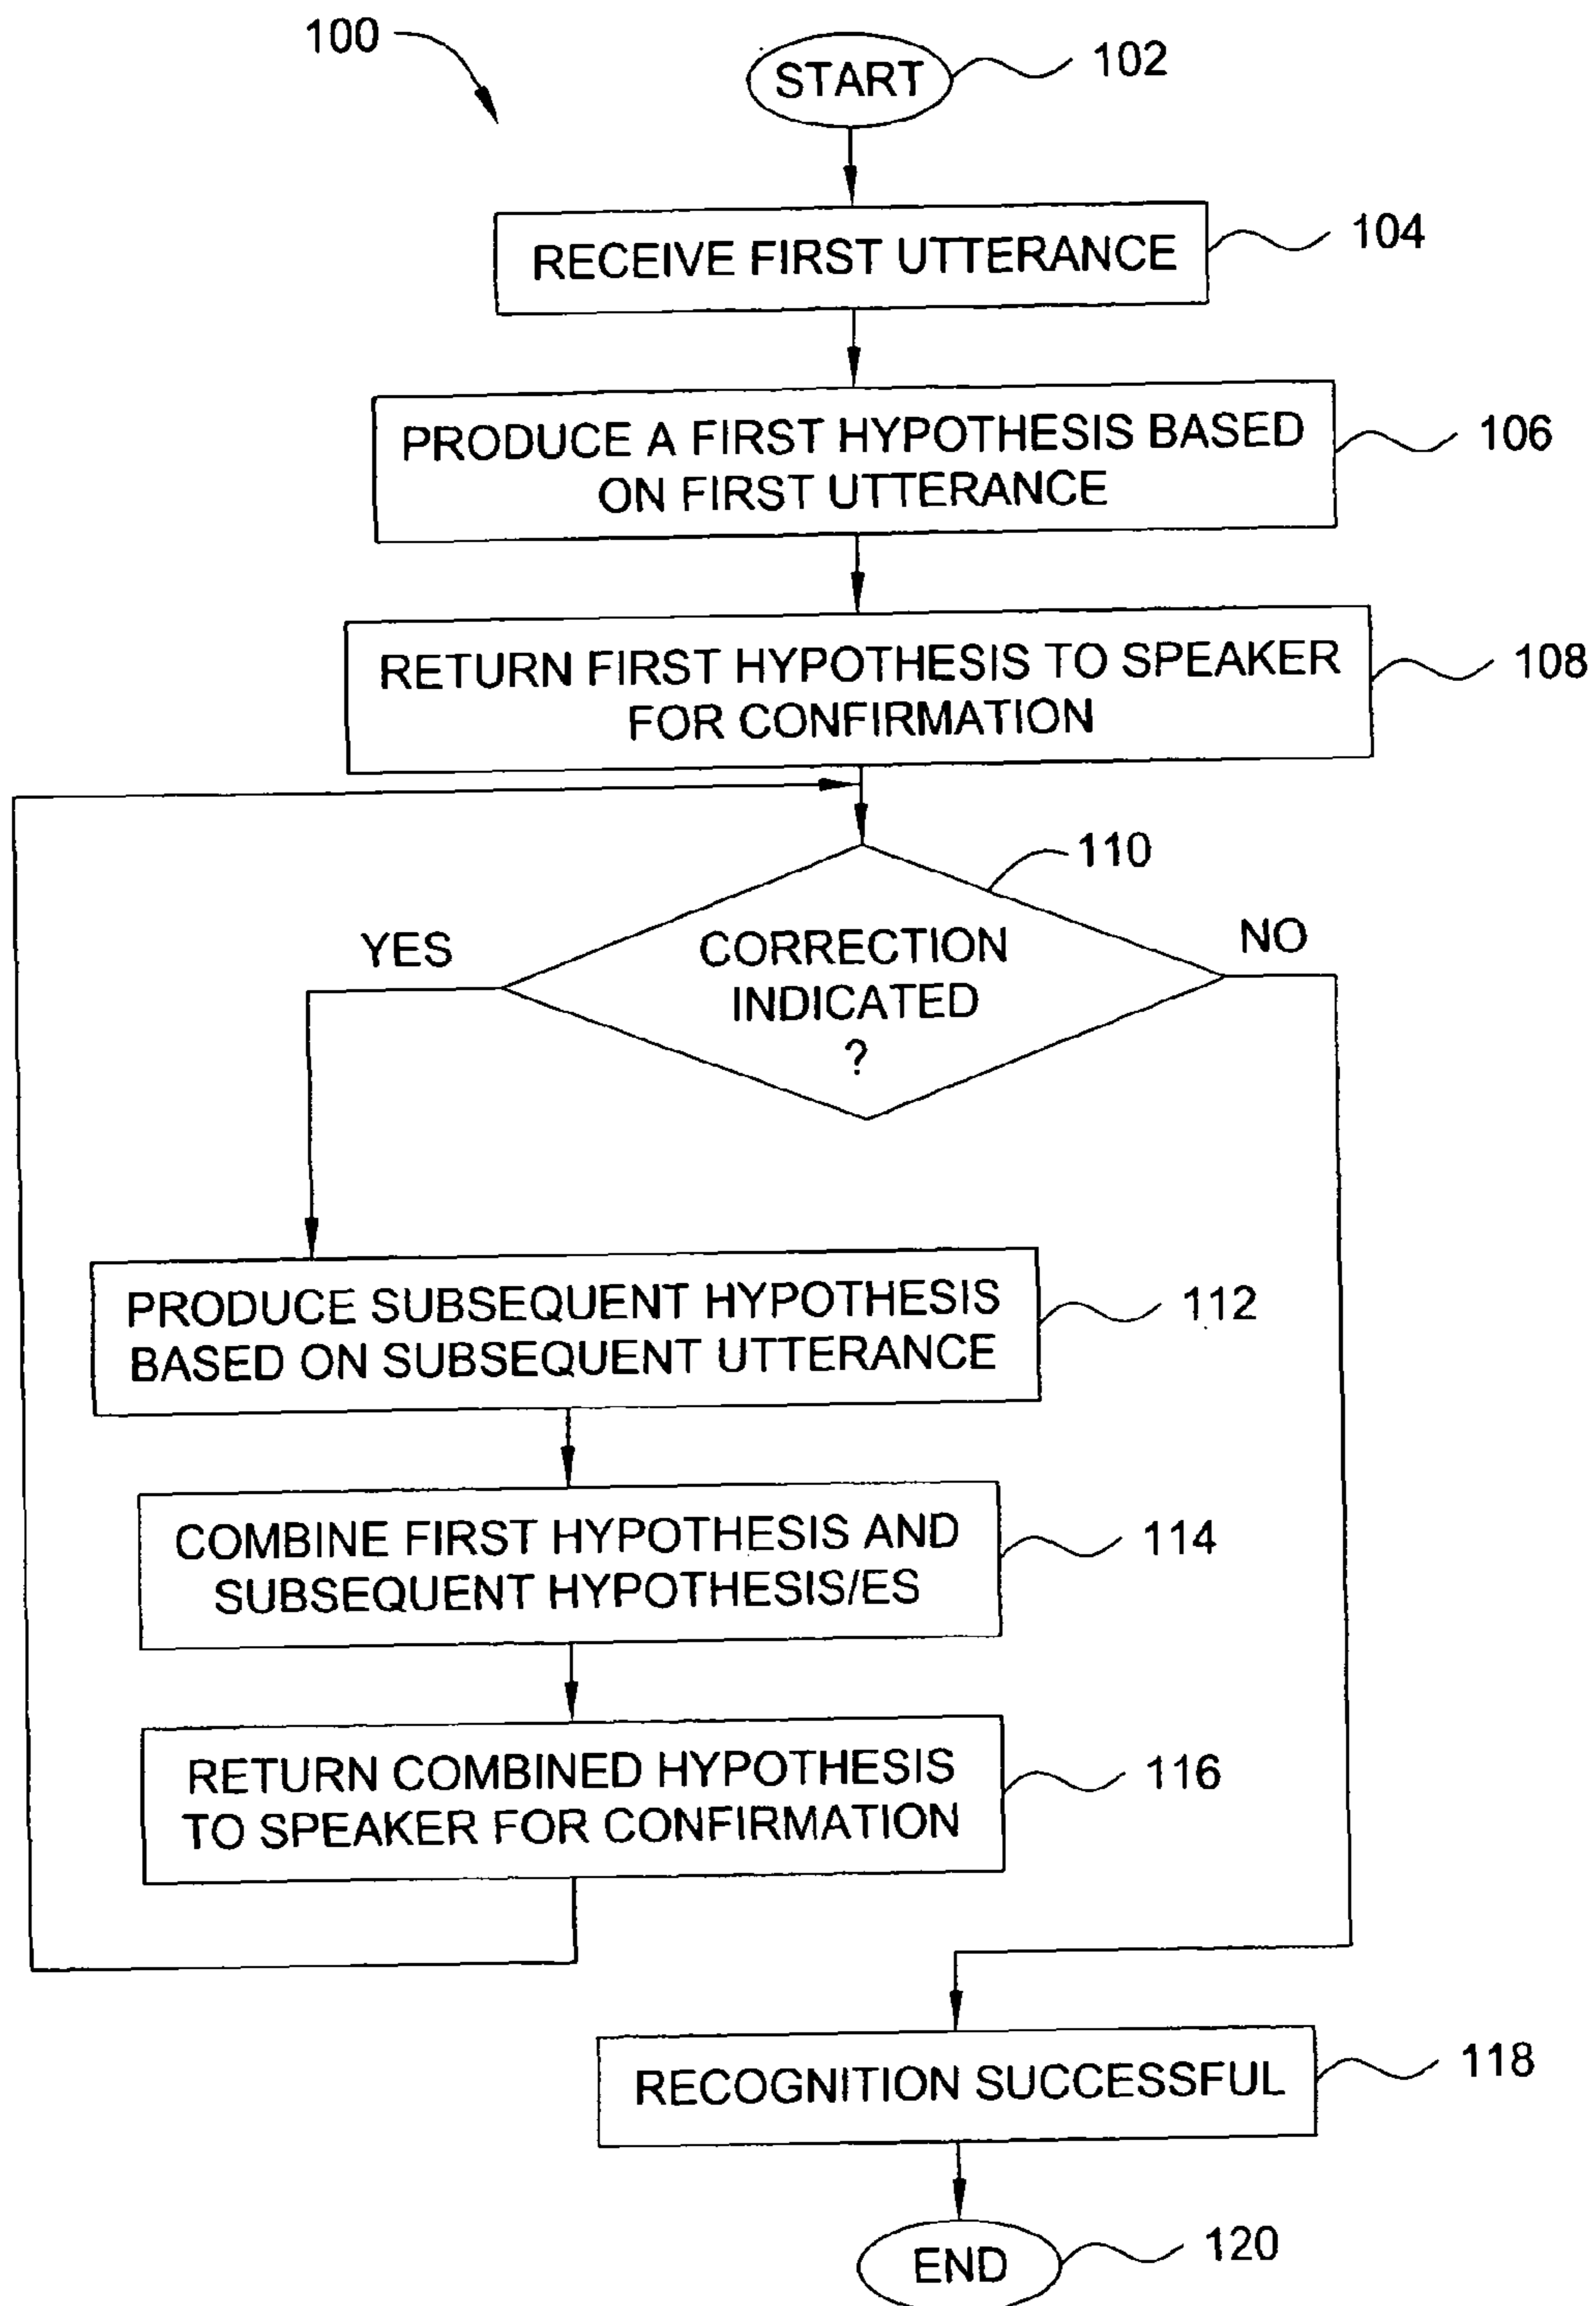 100
START
102
RECEIVE FIRST UTTERANCE
104
PRODUCE A FIRST HYPOTHESIS BASED
ON FIRST UTTERANCE
106
RETURN FIRST HYPOTHESIS TO SPEAKER
FOR CONFIRMATION
108
110
YES
CORRECTION
INDICATED
?
NO
PRODUCE SUBSEQUENT HYPOTHESIS
BASED ON SUBSEQUENT UTTERANCE
112
COMBINE FIRST HYPOTHESIS AND
SUBSEQUENT HYPOTHESIS/ES
114
RETURN COMBINED HYPOTHESIS
TO SPEAKER FOR CONFIRMATION
116
RECOGNITION SUCCESSFUL
118
END
120